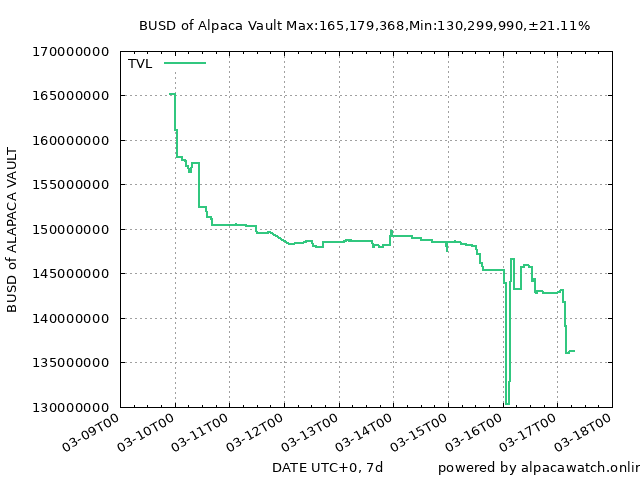 BUSD of Alpaca Vault Max:165,179,368,Min:130,299,990,±21.11%
TVL
170000000
165000000
160000000
155000000
150000000
145000000
140000000
135000000
130000000
BUSD of ALAPACA VAULT
03-09T00
03-10T00
03-11T00
03-12T00
03-13T00
03-14T00
03-15T00
03-16T00
03-17T00
03-18T00
DATE UTC+0, 7d
powered by alpacawatch.onlin